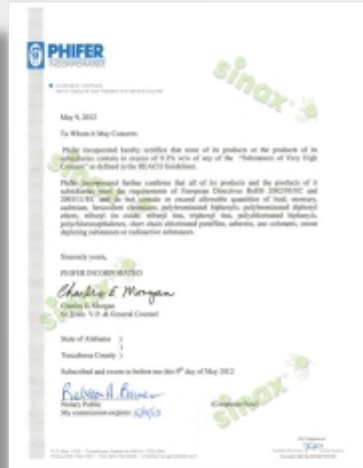 PHIFER
INCORPORATED
sinax
May 9, 2012
To Whom it May Concern:
Phifer Incorporated hereby certifies that none of its products or the products of its
subsidiaries contain in excess of 0.1% w/w of any of the "Substances of Very High
Concern" as defined in the REACH Guidelines.
Phifer Incorporated further confirms that all of its products and the products of its
subsidiaries meet the requirements of European Directives RoHS 2002/95/EC and
2003/11/EC and do not contain or exceed allowable quantities of lead, mercury,
cadmium, hexavalent chromium, polybrominated biphenyls, polybrominated diphenyl
ethers, tributyl tin oxide, tributyl tins, triphenyl tins, polychlorinated biphenyls,
polychloronaphthalenes, short chain chlorinated paraffins, asbestos, azo colorants, ozone
depleting substances or radioactive substances.
sinax
Sincerely yours,
PHIFER INCORPORATED
Charles E. Morgan
Charles E. Morgan
Sr. Exec. V.P. & General Counsel
sinax
State of Alabama )
)
Tuscaloosa County )
Subscribed and sworn to before me this 9th day of May 2012
Notary Public
(Corporate Seal)
My commission expires:
sinax